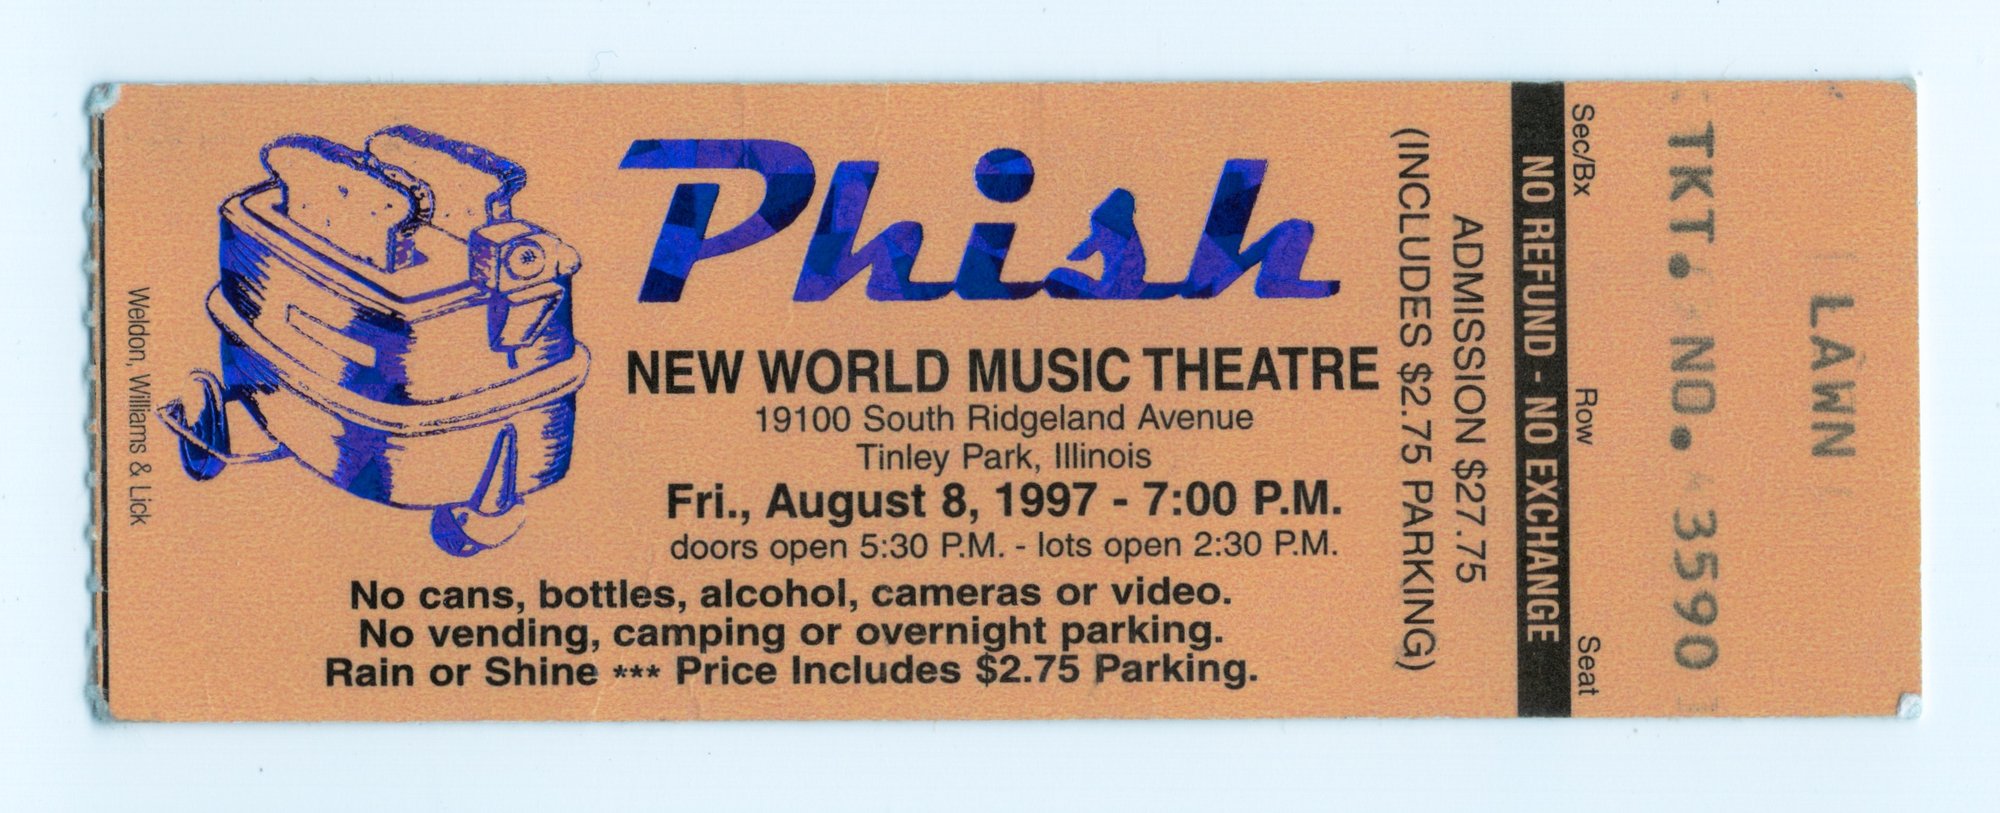 Weldon, Williams & Lick
Phish
NEW WORLD MUSIC THEATRE
19100 South Ridgeland Avenue
Tinley Park, Illinois
Fri., August 8, 1997 - 7:00 P.M.
doors open 5:30 P.M. - lots open 2:30 P.M.
No cans, bottles, alcohol, cameras or video.
No vending, camping or overnight parking.
Rain or Shine *** Price Includes $2.75 Parking.
ADMISSION $27.75
(INCLUDES $2.75 PARKING)
NO REFUND - NO EXCHANGE
Sec/Bx Row Seat
LAWN
TKT. NO. 3590